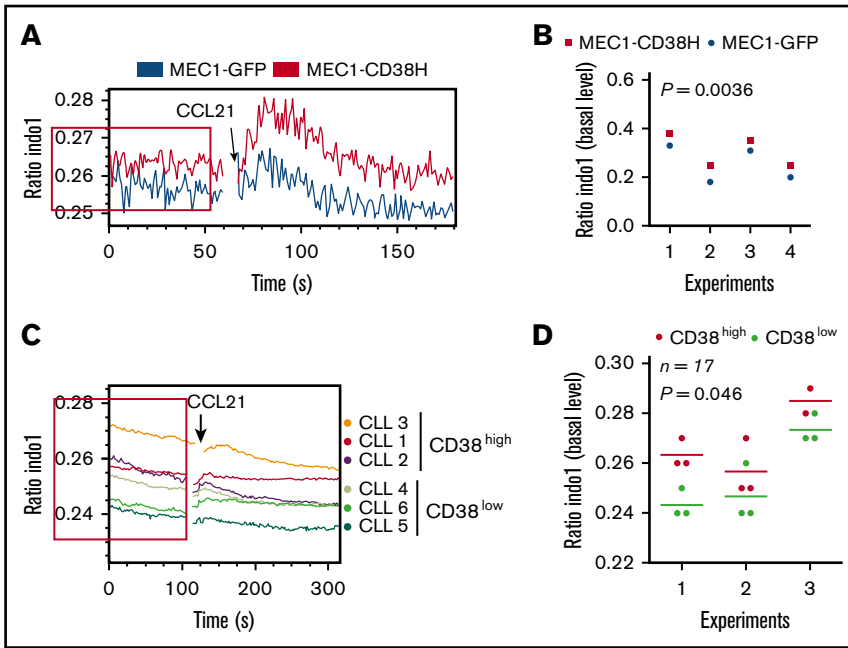 A
MEC1-GFP MEC1-CD38H
CCL21
Ratio indo1
0.28
0.27
0.26
0.25
0 50 100 150
Time (s)
B
MEC1-CD38H MEC1-GFP
P = 0.0036
Ratio indo1 (basal level)
0.6
0.4
0.2
0.0
1 2 3 4
Experiments
C
CCL21
Ratio indo1
0.28
0.26
0.24
0 100 200 300
Time (s)
CLL 3
CLL 1
CLL 2
CD38high
CLL 4
CLL 6
CLL 5
CD38low
D
CD38high CD38low
n = 17
P = 0.046
Ratio indo1 (basal level)
0.30
0.28
0.26
0.24
0.22
1 2 3
Experiments